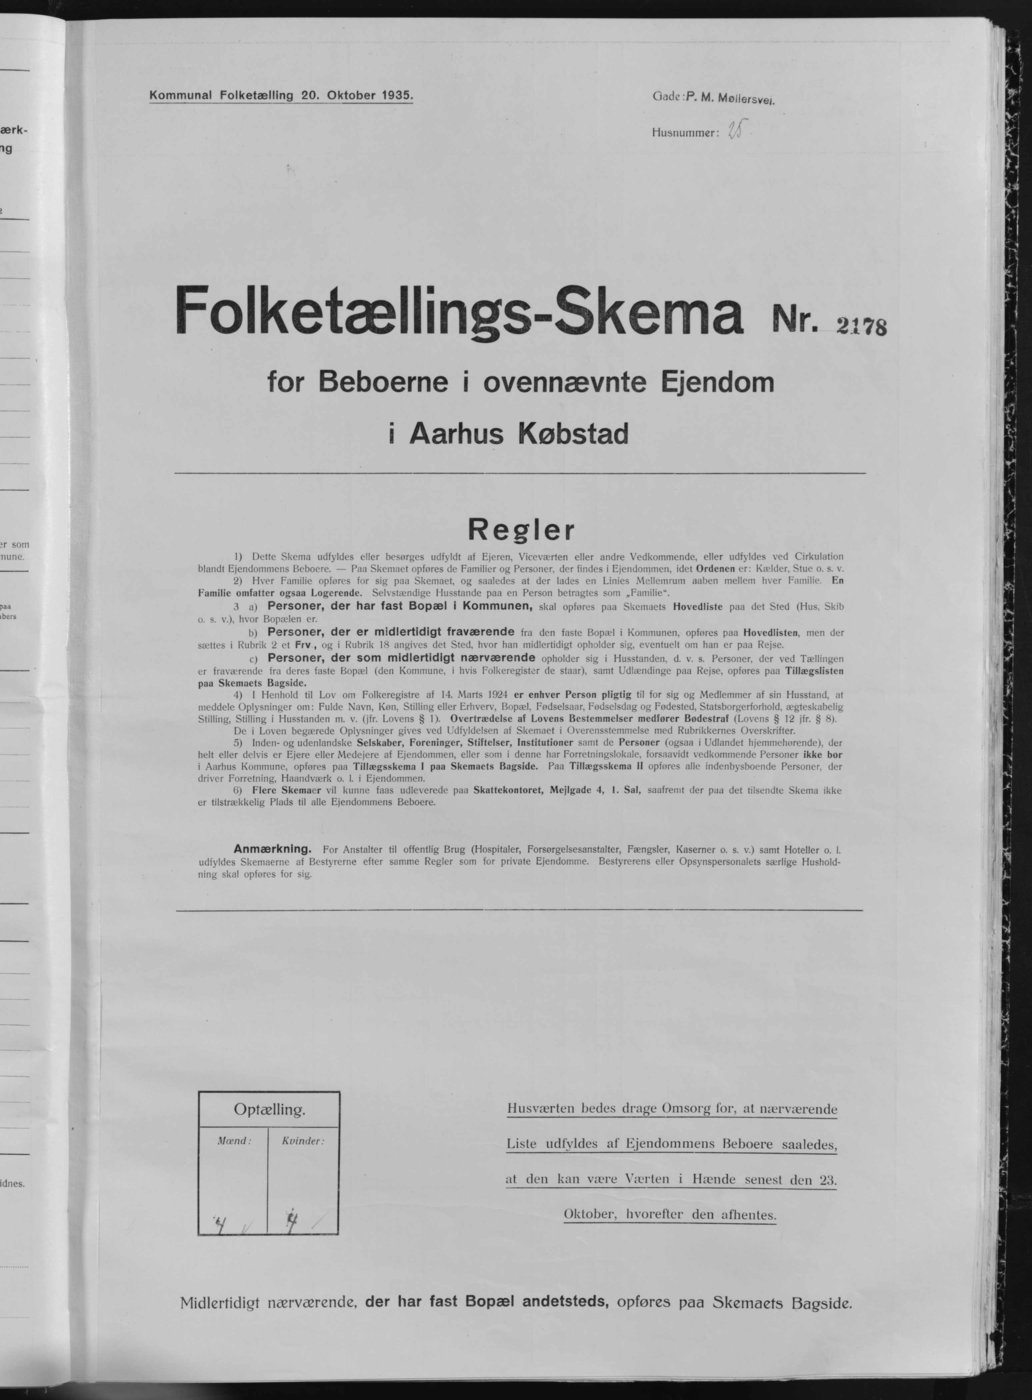 Kommunal Folketælling 20. Oktober 1935.
Gade: P. M. Møllersvej.
Husnummer: 25
Folketællings-Skema Nr. 2178
for Beboerne i ovennævnte Ejendom
i Aarhus Købstad
Regler
1) Dette Skema udfyldes eller besørges udfyldt af Ejeren, Viceværten eller andre Vedkommende, eller udfyldes ved Cirkulation
blandt Ejendommens Beboere. — Paa Skemaet opføres de Familier og Personer, der findes i Ejendommen, idet Ordenen er: Kælder, Stue o. s. v.
2) Hver Familie opføres for sig paa Skemaet, og saaledes at der lades en Linies Mellemrum aaben mellem hver Familie. En
Familie omfatter ogsaa Logerende. Selvstændige Husstande paa en Person betragtes som „Familie".
3 a) Personer, der har fast Bopæl i Kommunen, skal opføres paa Skemaets Hovedliste paa det Sted (Hus, Skib
o. s. v.), hvor Bopælen er.
b) Personer, der er midlertidigt fraværende fra den faste Bopæl i Kommunen, opføres paa Hovedlisten, men der
sættes i Rubrik 2 et Frv., og i Rubrik 18 angives det Sted, hvor han midlertidigt opholder sig, eventuelt om han er paa Rejse.
c) Personer, der som midlertidigt nærværende opholder sig i Husstanden, d. v. s. Personer, der ved Tællingen
er fraværende fra deres faste Bopæl (den Kommune, i hvis Folkeregister de staar), samt Udlændinge paa Rejse, opføres paa Tillægslisten
paa Skemaets Bagside.
4) I Henhold til Lov om Folkeregistre af 14. Marts 1924 er enhver Person pligtig til for sig og Medlemmer af sin Husstand, at
meddele Oplysninger om: Fulde Navn, Køn, Stilling eller Erhverv, Bopæl, Fødselsaar, Fødselsdag og Fødested, Statsborgerforhold, ægteskabelig
Stilling, Stilling i Husstanden m. v. (jfr. Lovens § 1). Overtrædelse af Lovens Bestemmelser medfører Bødestraf (Lovens § 12 jfr. § 8).
De i Loven begærede Oplysninger gives ved Udfyldelsen af Skemaet i Overensstemmelse med Rubrikkernes Overskrifter.
5) Inden- og udenlandske Selskaber, Foreninger, Stiftelser, Institutioner samt de Personer (ogsaa i Udlandet hjemmehørende), der
helt eller delvis er Ejere eller Medejere af Ejendommen, eller som i denne har Forretningslokale, forsaavidt vedkommende Personer ikke bor
i Aarhus Kommune, opføres paa Tillægsskema I paa Skemaets Bagside. Paa Tillægsskema II opføres alle indenbysboende Personer, der
driver Forretning, Haandværk o. l. i Ejendommen.
6) Flere Skemaer vil kunne faas udleverede paa Skattekontoret, Mejlgade 4, 1. Sal, saafremt der paa det tilsendte Skema ikke
er tilstrækkelig Plads til alle Ejendommens Beboere.
Anmærkning. For Anstalter til offentlig Brug (Hospitaler, Forsørgelsesanstalter, Fængsler, Kaserner o. s. v.) samt Hoteller o. l.
udfyldes Skemaerne af Bestyrerne efter samme Regler som for private Ejendomme. Bestyrerens eller Opsynspersonalets særlige Hushold-
ning skal opføres for sig.
Optælling.
Mænd: Kvinder:
4 4
Husværten bedes drage Omsorg for, at nærværende
Liste udfyldes af Ejendommens Beboere saaledes,
at den kan være Værten i Hænde senest den 23.
Oktober, hvorefter den afhentes.
Midlertidigt nærværende, der har fast Bopæl andetsteds, opføres paa Skemaets Bagside.